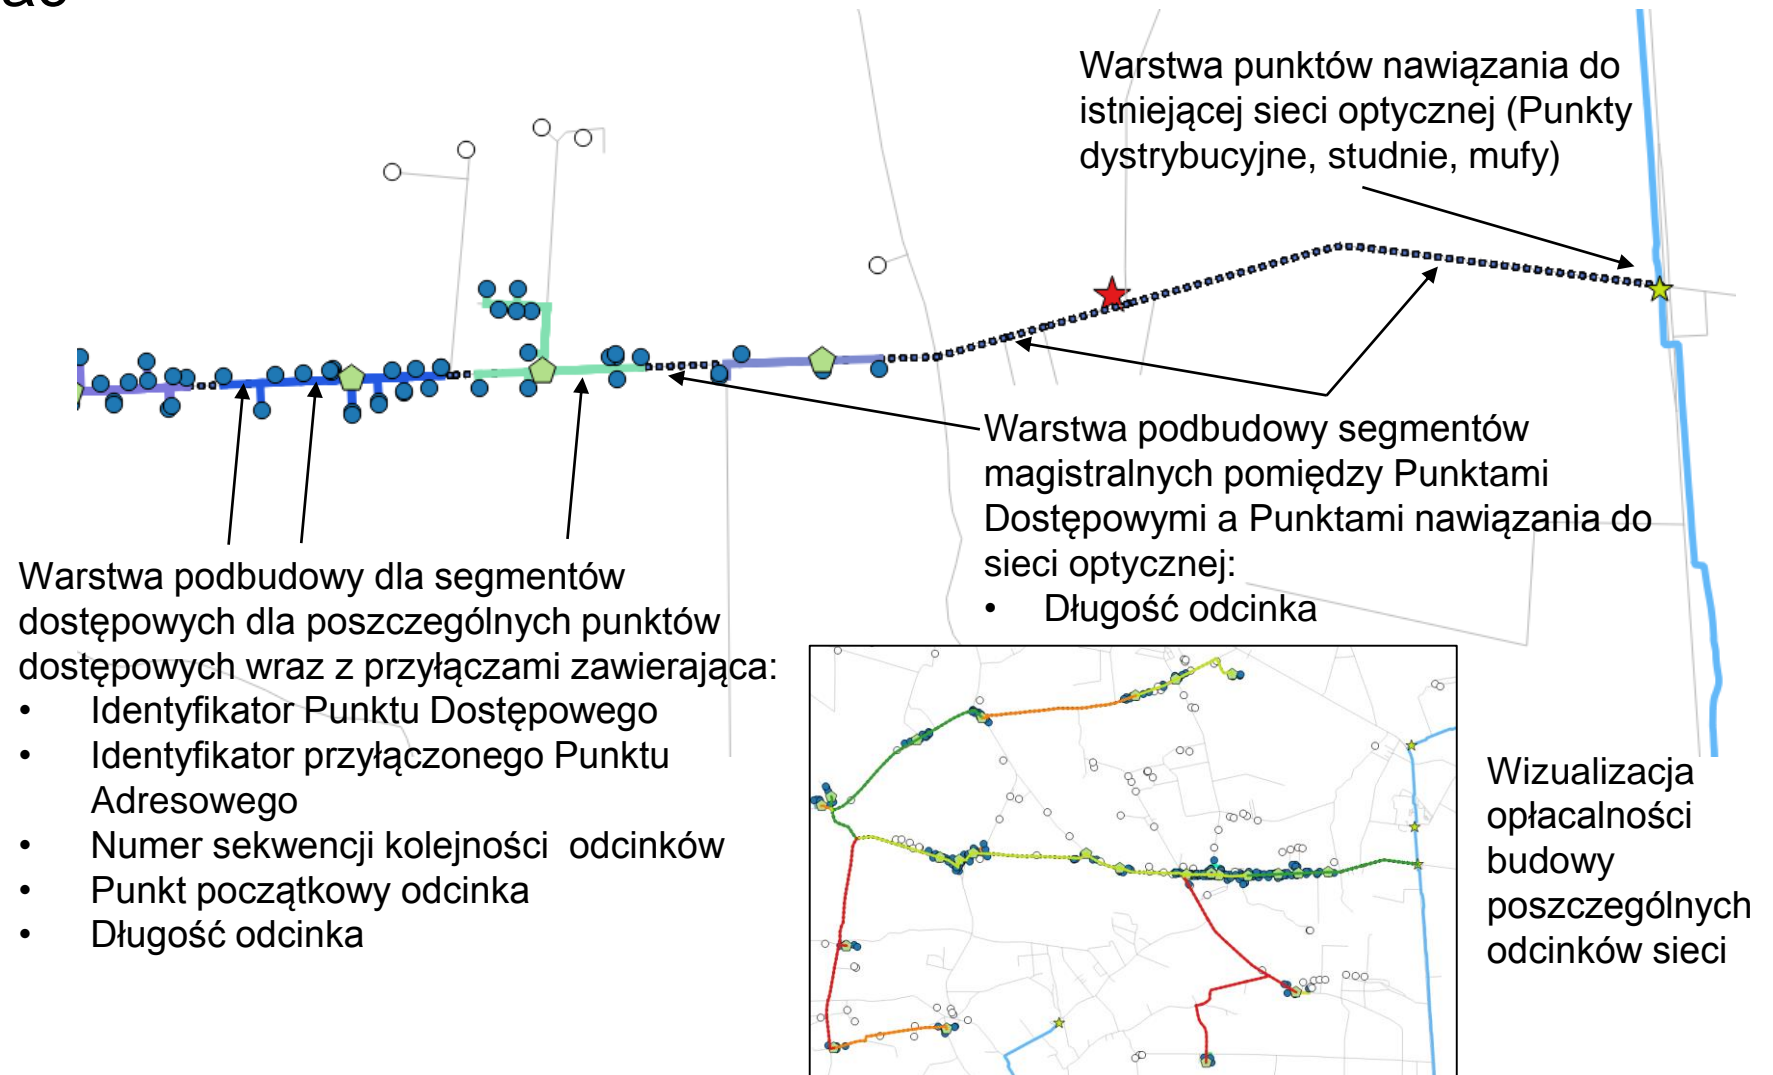 Warstwa punktów nawiązania do
istniejącej sieci optycznej (Punkty
dystrybucyjne, studnie, mufy)
Warstwa podbudowy segmentów
magistralnych pomiędzy Punktami
Dostępowymi a Punktami nawiązania do
sieci optycznej:
• Długość odcinka
Warstwa podbudowy dla segmentów
dostępowych dla poszczególnych punktów
dostępowych wraz z przyłączami zawierająca:
• Identyfikator Punktu Dostępowego
• Identyfikator przyłączonego Punktu
Adresowego
• Numer sekwencji kolejności odcinków
• Punkt początkowy odcinka
• Długość odcinka
Wizualizacja
opłacalności
budowy
poszczególnych
odcinków sieci